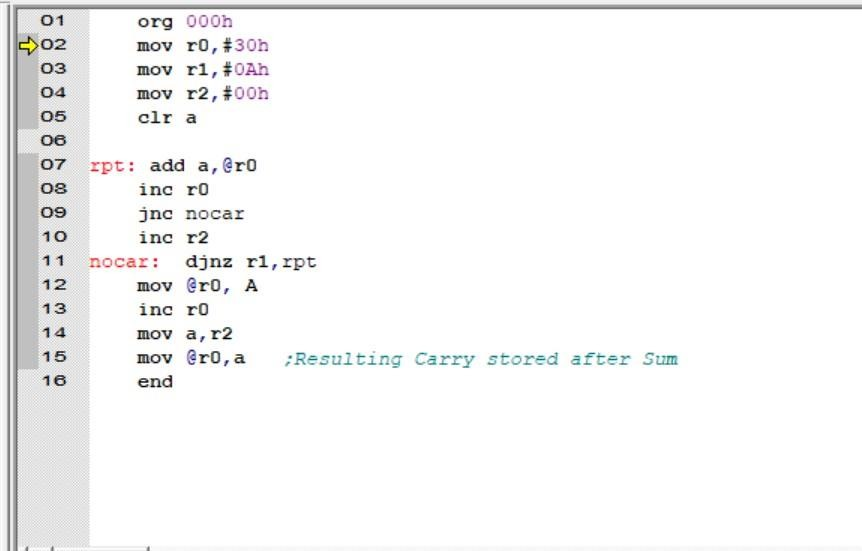 01 org 000h
02 mov r0,#30h
03 mov r1,#0Ah
04 mov r2,#00h
05 clr a
06
07 rpt: add a,@r0
08 inc r0
09 jnc nocar
10 inc r2
11 nocar: djnz r1,rpt
12 mov @r0, A
13 inc r0
14 mov a,r2
15 mov @r0,a ;Resulting Carry stored after Sum
16 end